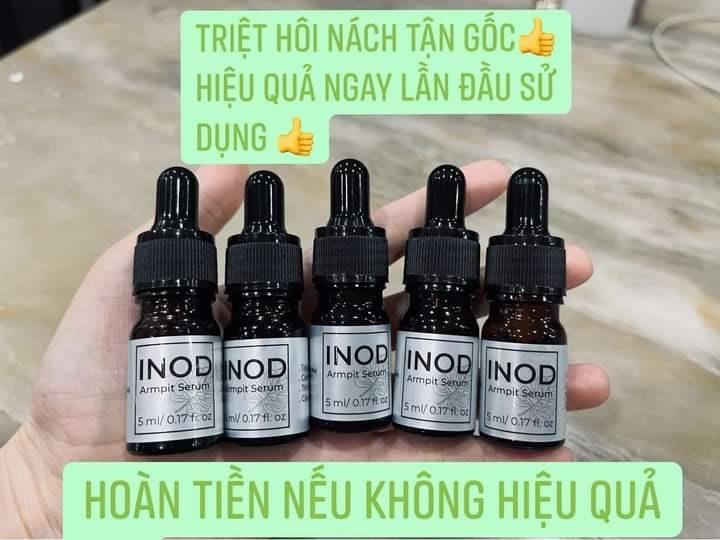 TRIỆT HÔI NÁCH TẬN GỐC👍
HIỆU QUẢ NGAY LẦN ĐẦU SỬ
DỤNG 👍
INOD
Armpit Serum
5 ml/ 0.17 fl. oz
INOD
Armpit Serum
5 ml/ 0.17 fl. oz
INOD
Armpit Serum
5 ml/ 0.17 fl. oz
INOD
Armpit Serum
5 ml/ 0.17 fl. oz
INOD
Armpit Serum
5 ml/ 0.17 fl. oz
HOÀN TIỀN NẾU KHÔNG HIỆU QUẢ